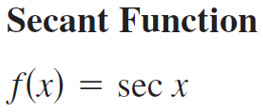 Secant Function
f(x) = sec x